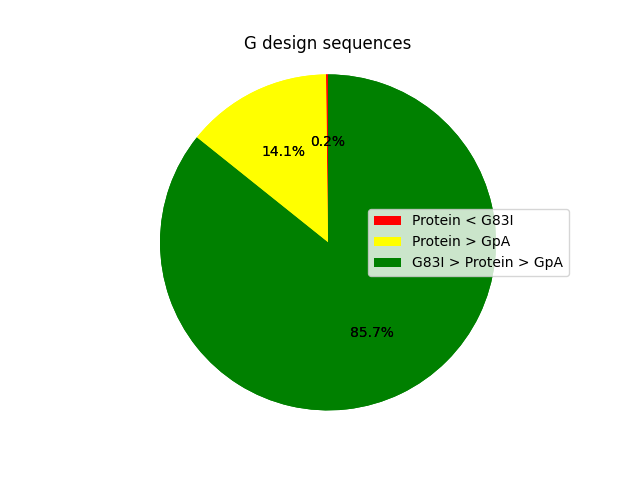 G design sequences
0.2%
14.1%
Protein < G83I
Protein > GpA
G83I > Protein > GpA
85.7%